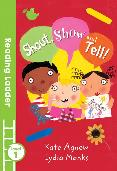 Reading Ladder
Level
1
Shout, Show
and
Tell!
Kate
Agnew
Lydia Monks